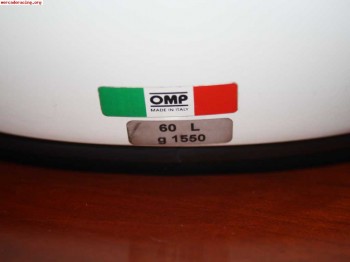 mercadoracing.org
OMP
MADE IN ITALY
60 L
g 1550